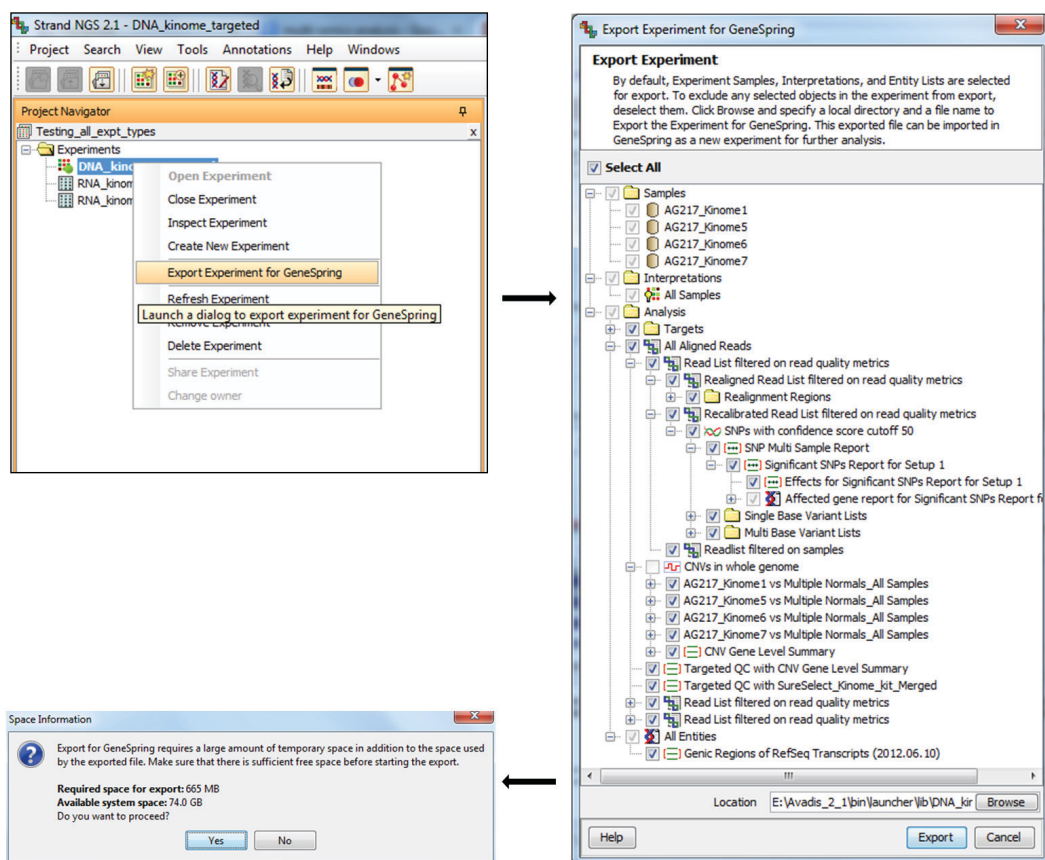 Strand NGS 2.1 - DNA_kinome_targeted
Project Search View Tools Annotations Help Windows
Project Navigator
Testing_all_expt_types
x
Experiments
DNA_kinc
RNA_kinom
RNA_kinom
Open Experiment
Close Experiment
Inspect Experiment
Create New Experiment
Export Experiment for GeneSpring
Refresh Experiment
Launch a dialog to export experiment for GeneSpring
Remove Experiment
Delete Experiment
Share Experiment
Change owner
Export Experiment for GeneSpring
Export Experiment
By default, Experiment Samples, Interpretations, and Entity Lists are selected
for export. To exclude any selected objects in the experiment from export,
deselect them. Click Browse and specify a local directory and a file name to
Export the Experiment for GeneSpring. This exported file can be imported in
GeneSpring as a new experiment for further analysis.
Select All
Samples
AG217_Kinome1
AG217_Kinome5
AG217_Kinome6
AG217_Kinome7
Interpretations
All Samples
Analysis
Targets
All Aligned Reads
Read List filtered on read quality metrics
Realigned Read List filtered on read quality metrics
Realignment Regions
Recalibrated Read List filtered on read quality metrics
SNPs with confidence score cutoff 50
SNP Multi Sample Report
Significant SNPs Report for Setup 1
Effects for Significant SNPs Report for Setup 1
Affected gene report for Significant SNPs Report f
Single Base Variant Lists
Multi Base Variant Lists
Readlist filtered on samples
CNVs in whole genome
AG217_Kinome1 vs Multiple Normals_All Samples
AG217_Kinome5 vs Multiple Normals_All Samples
AG217_Kinome6 vs Multiple Normals_All Samples
AG217_Kinome7 vs Multiple Normals_All Samples
CNV Gene Level Summary
Targeted QC with CNV Gene Level Summary
Targeted QC with SureSelect_Kinome_kit_Merged
Read List filtered on read quality metrics
Read List filtered on read quality metrics
All Entities
Genic Regions of RefSeq Transcripts (2012.06.10)
Location E:\Avadis_2_1\bin\launcher\lib\DNA_kir Browse
Help Export Cancel
Space Information
Export for GeneSpring requires a large amount of temporary space in addition to the space used
by the exported file. Make sure that there is sufficient free space before starting the export.
Required space for export: 665 MB
Available system space: 74.0 GB
Do you want to proceed?
Yes No